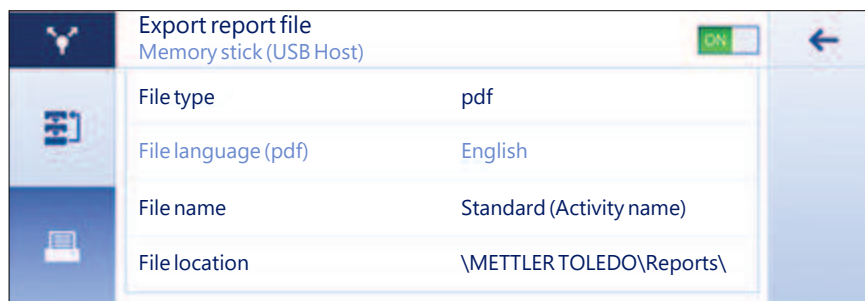 Export report file
Memory stick (USB Host)
ON
File type pdf
File language (pdf) English
File name Standard (Activity name)
File location \METTLER TOLEDO\Reports\